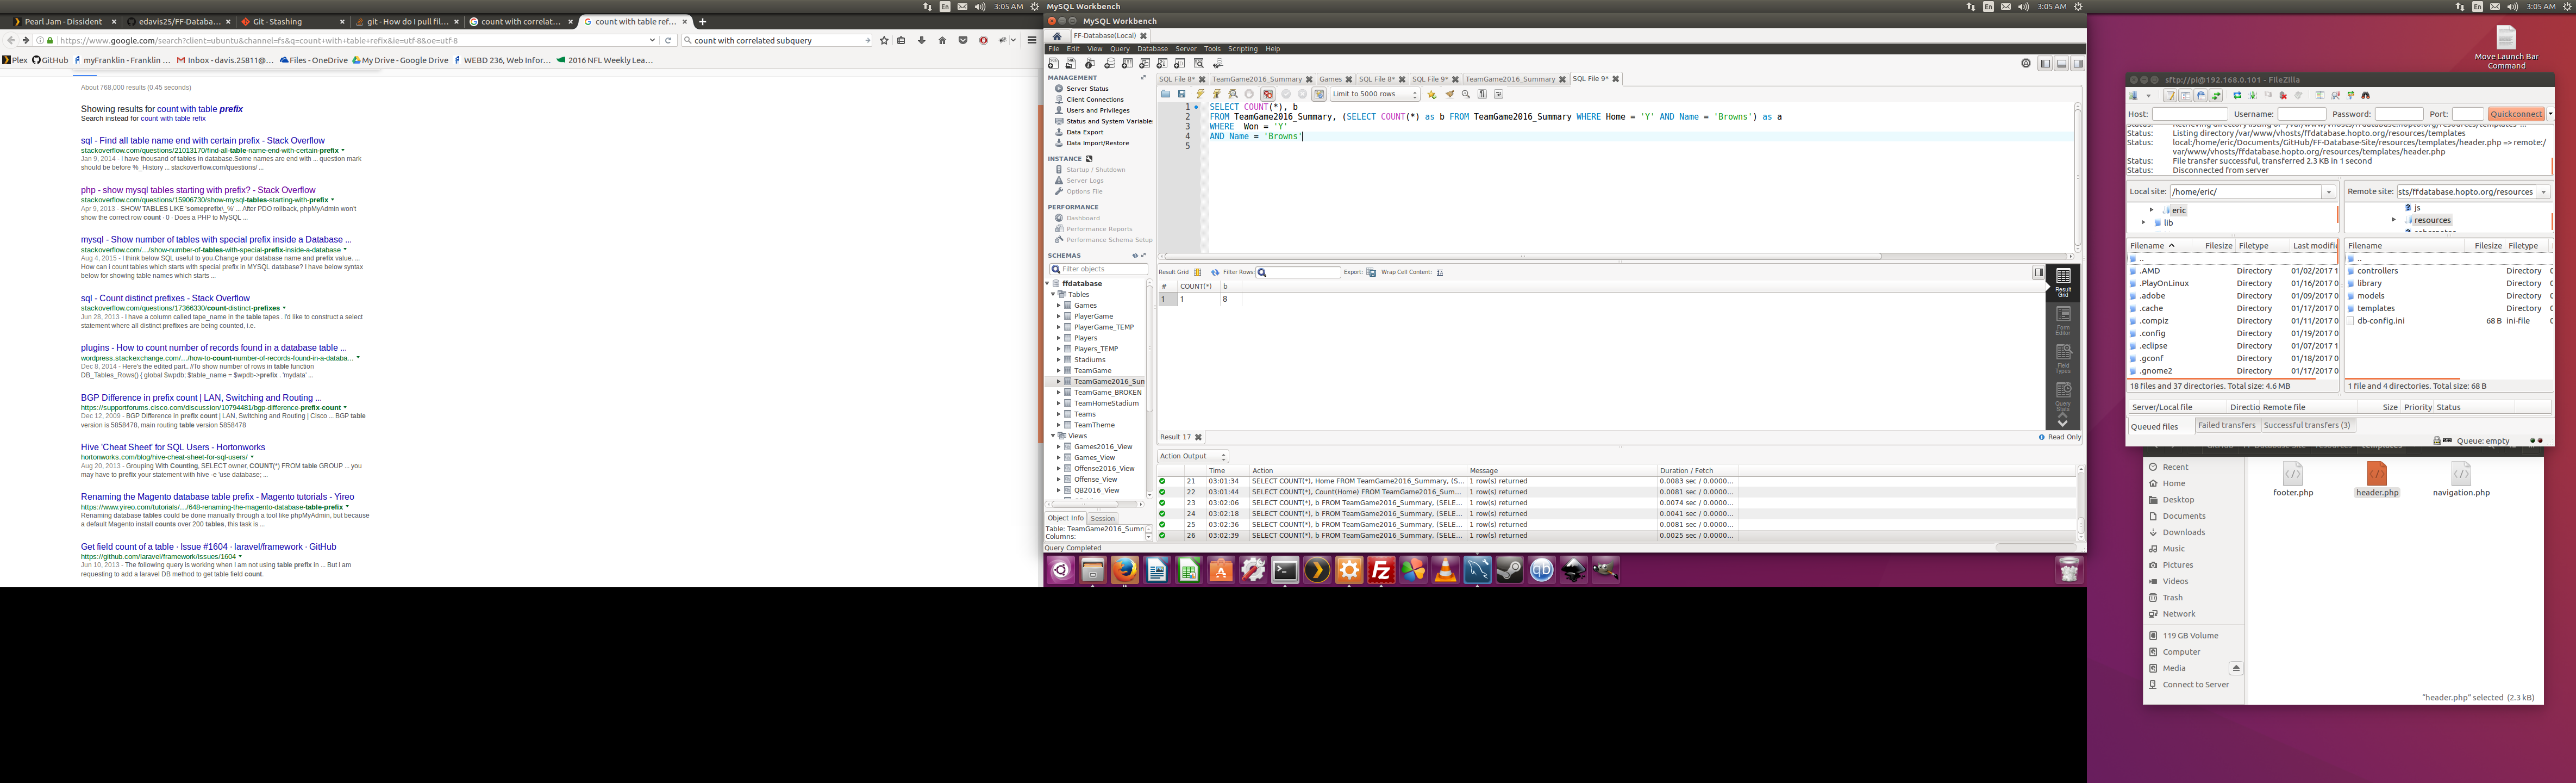 3:05 AM
Pearl Jam - Dissident
edavis25/FF-Databa...
Git - Stashing
git - How do I pull fil...
count with correlat...
count with table ref...
https://www.google.com/search?client=ubuntu&channel=fs&q=count+with+table+refix&ie=utf-8&oe=utf-8
count with correlated subquery
Plex
GitHub
myFranklin - Franklin ...
Inbox - davis.25811@...
Files - OneDrive
My Drive - Google Drive
WEBD 236, Web Infor...
2016 NFL Weekly Lea...
About 768,000 results (0.45 seconds)
Showing results for count with table prefix
Search instead for count with table refix
sql - Find all table name end with certain prefix - Stack Overflow
stackoverflow.com/questions/21013170/find-all-table-name-end-with-certain-prefix
Jan 9, 2014 - I have thousand of tables in database.Some names are end with ... question mark
should be before %_History ... stackoverflow.com/questions/ ...
php - show mysql tables starting with prefix? - Stack Overflow
stackoverflow.com/questions/15906730/show-mysql-tables-starting-with-prefix
Apr 9, 2013 - SHOW TABLES LIKE 'someprefix\_%' ... After PDO rollback, phpMyAdmin won't
show the correct row count · 0 · Does a PHP to MySQL ...
mysql - Show number of tables with special prefix inside a Database ...
stackoverflow.com/.../show-number-of-tables-with-special-prefix-inside-a-database
Aug 4, 2015 - I think below SQL useful to you.Change your database name and prefix value. ...
How can i count tables which starts with special prefix in MYSQL database? I have below syntax
below for showing table names which starts ...
sql - Count distinct prefixes - Stack Overflow
stackoverflow.com/questions/17366330/count-distinct-prefixes
Jun 28, 2013 - I have a column called tape_name in the table tapes . I'd like to construct a select
statement where all distinct prefixes are being counted, i.e.
plugins - How to count number of records found in a database table ...
wordpress.stackexchange.com/.../how-to-count-number-of-records-found-in-a-databa...
Dec 8, 2014 - Here's the edited part.. //To show number of rows in table function
DB_Tables_Rows() { global $wpdb; $table_name = $wpdb->prefix . 'mydata' ...
BGP Difference in prefix count | LAN, Switching and Routing ...
https://supportforums.cisco.com/discussion/10794481/bgp-difference-prefix-count
Dec 12, 2009 - BGP Difference in prefix count | LAN, Switching and Routing | Cisco ... BGP table
version is 5858478, main routing table version 5858478
Hive 'Cheat Sheet' for SQL Users - Hortonworks
hortonworks.com/blog/hive-cheat-sheet-for-sql-users/
Aug 20, 2013 - Grouping With Counting, SELECT owner, COUNT(*) FROM table GROUP ... you
may have to prefix your statement with hive -e 'use database; ...
Renaming the Magento database table prefix - Magento tutorials - Yireo
https://www.yireo.com/tutorials/.../648-renaming-the-magento-database-table-prefix
Renaming database tables could be done manually through a tool like phpMyAdmin, but because
a default Magento install counts over 200 tables, this task is ...
Get field count of a table · Issue #1604 · laravel/framework · GitHub
https://github.com/laravel/framework/issues/1604
Jun 10, 2013 - The following query is working when I am not using table prefix in ... But I am
requesting to add a laravel DB method to get table field count.
MySQL Workbench
En
3:05 AM
MySQL Workbench
FF-Database(Local)
File Edit View Query Database Server Tools Scripting Help
MANAGEMENT
Server Status
Client Connections
Users and Privileges
Status and System Variable
Data Export
Data Import/Restore
INSTANCE
Startup / Shutdown
Server Logs
Options File
PERFORMANCE
Dashboard
Performance Reports
Performance Schema Setup
SCHEMAS
Filter objects
ffdatabase
Tables
Games
PlayerGame
PlayerGame_TEMP
Players
Players_TEMP
Stadiums
TeamGame
TeamGame2016_Sun
TeamGame_BROKEN
TeamHomeStadium
Teams
TeamTheme
Views
Games2016_View
Games_View
Offense2016_View
Offense_View
QB2016_View
Object Info Session
Table: TeamGame2016_Summ
Columns:
Query Completed
SQL File 8* TeamGame2016_Summary Games SQL File 8* SQL File 9* TeamGame2016_Summary SQL File 9*
Limit to 5000 rows
1 SELECT COUNT(*), b
2 FROM TeamGame2016_Summary, (SELECT COUNT(*) as b FROM TeamGame2016_Summary WHERE Home = 'Y' AND Name = 'Browns') as a
3 WHERE Won = 'Y'
4 AND Name = 'Browns'
5
Result Grid Filter Rows: Export: Wrap Cell Content:
# COUNT(*) b
1 1 8
Result Grid
Form Editor
Field Types
Query Stats
Result 17
Read Only
Action Output
Time Action Message Duration / Fetch
21 03:01:34 SELECT COUNT(*), Home FROM TeamGame2016_Summary, (S... 1 row(s) returned 0.0083 sec / 0.0000...
22 03:01:44 SELECT COUNT(*), Count(Home) FROM TeamGame2016_Sum... 1 row(s) returned 0.0081 sec / 0.0000...
23 03:02:06 SELECT COUNT(*), b FROM TeamGame2016_Summary, (SELE... 1 row(s) returned 0.0074 sec / 0.0000...
24 03:02:18 SELECT COUNT(*), b FROM TeamGame2016_Summary, (SELE... 1 row(s) returned 0.0041 sec / 0.0000...
25 03:02:36 SELECT COUNT(*), b FROM TeamGame2016_Summary, (SELE... 1 row(s) returned 0.0081 sec / 0.0000...
26 03:02:39 SELECT COUNT(*), b FROM TeamGame2016_Summary, (SELE... 1 row(s) returned 0.0025 sec / 0.0000...
En
3:05 AM
Move Launch Bar
Command
sftp://pi@192.168.0.101 - FileZilla
Host: Username: Password: Port: Quickconnect
Status: Listing directory /var/www/vhosts/ffdatabase.hopto.org/resources/templates
Status: local:/home/eric/Documents/GitHub/FF-Database-Site/resources/templates/header.php => remote:/
var/www/vhosts/ffdatabase.hopto.org/resources/templates/header.php
Status: File transfer successful, transferred 2.3 KB in 1 second
Status: Disconnected from server
Local site: /home/eric/
eric
lib
Filename Filesize Filetype Last modifie
..
.AMD Directory 01/02/2017 1
.PlayOnLinux Directory 01/16/2017 0
.adobe Directory 01/09/2017 0
.cache Directory 01/17/2017 0
.compiz Directory 01/11/2017 0
.config Directory 01/19/2017 0
.eclipse Directory 01/07/2017 1
.gconf Directory 01/18/2017 0
.gnome2 Directory 01/17/2017 0
18 files and 37 directories. Total size: 4.6 MB
Remote site: sts/ffdatabase.hopto.org/resources
js
resources
Filename Filesize Filetype
..
controllers Directory
library Directory
models Directory
templates Directory
db-config.ini 68 B ini-file
1 file and 4 directories. Total size: 68 B
Server/Local file Directio Remote file Size Priority Status
Queued files Failed transfers Successful transfers (3)
Queue: empty
Recent
Home
Desktop
Documents
Downloads
Music
Pictures
Videos
Trash
Network
119 GB Volume
Computer
Media
Connect to Server
footer.php
header.php
navigation.php
"header.php" selected (2.3 kB)